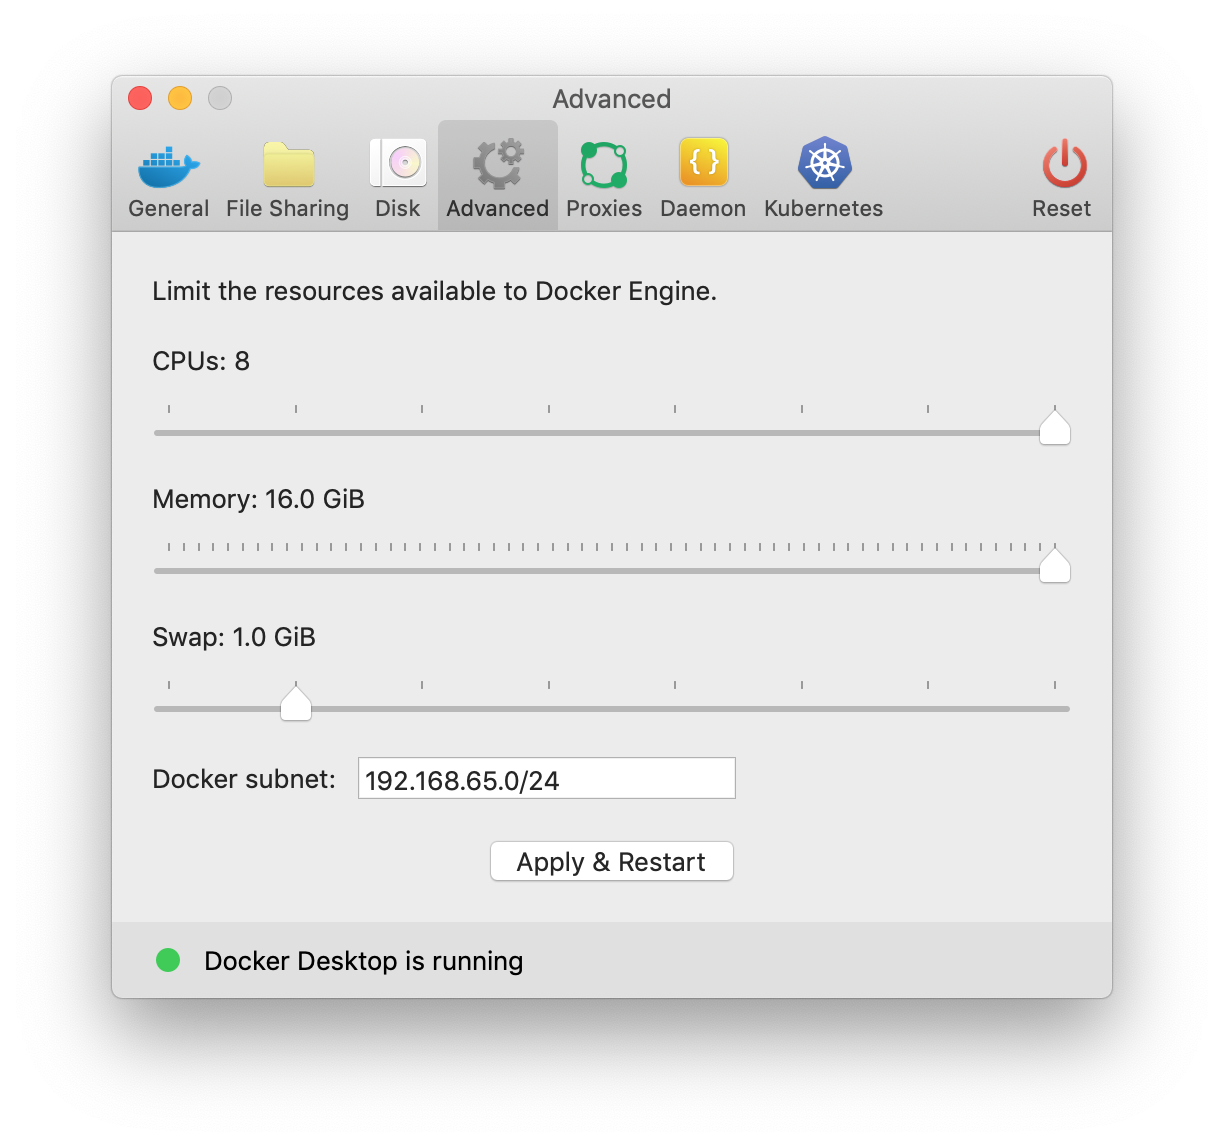 Advanced
General File Sharing Disk Advanced Proxies Daemon Kubernetes Reset
Limit the resources available to Docker Engine.
CPUs: 8
Memory: 16.0 GiB
Swap: 1.0 GiB
Docker subnet: 192.168.65.0/24
Apply & Restart
Docker Desktop is running